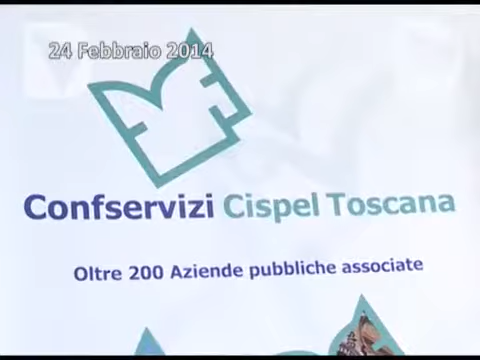 24 Febbraio 2014
Confservizi Cispel Toscana
Oltre 200 Aziende pubbliche associate